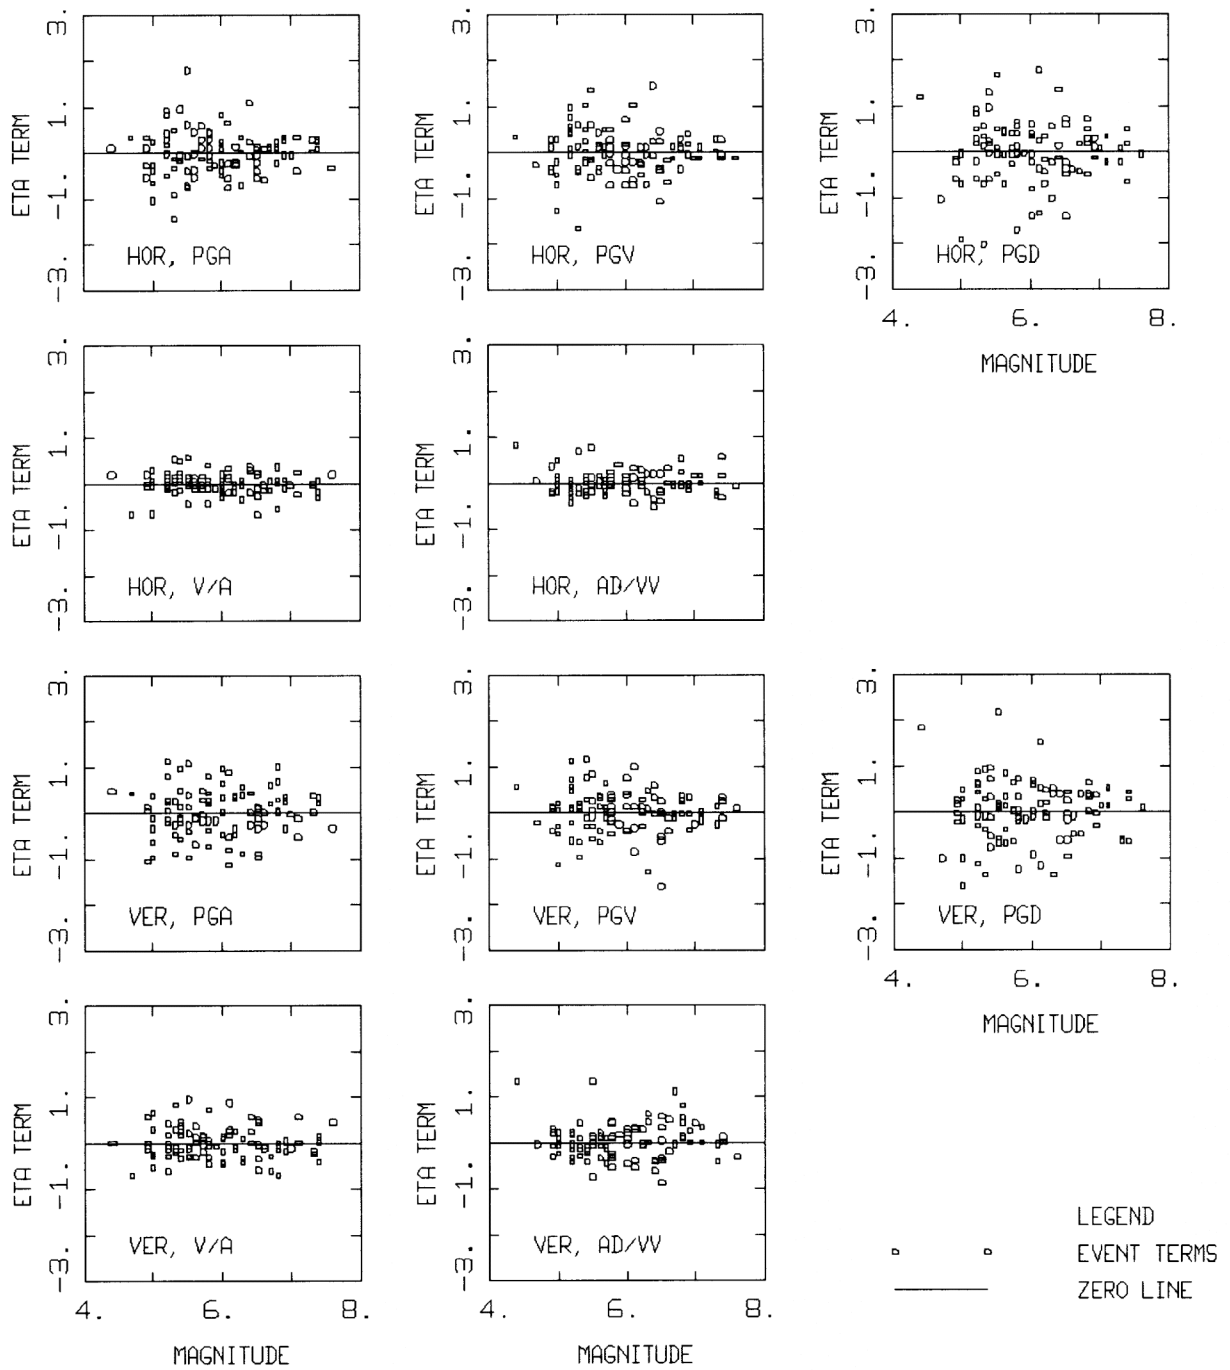 3.
1.
-1.
-3.
ETA TERM
HOR, PGA
3.
1.
-1.
-3.
ETA TERM
HOR, PGV
3.
1.
-1.
-3.
ETA TERM
HOR, PGD
4. 6. 8.
MAGNITUDE
3.
1.
-1.
-3.
ETA TERM
HOR, V/A
3.
1.
-1.
-3.
ETA TERM
HOR, AD/VV
3.
1.
-1.
-3.
ETA TERM
VER, PGA
3.
1.
-1.
-3.
ETA TERM
VER, PGV
3.
1.
-1.
-3.
ETA TERM
VER, PGD
4. 6. 8.
MAGNITUDE
3.
1.
-1.
-3.
ETA TERM
VER, V/A
4. 6. 8.
MAGNITUDE
3.
1.
-1.
-3.
ETA TERM
VER, AD/VV
4. 6. 8.
MAGNITUDE
LEGEND
EVENT TERMS
ZERO LINE